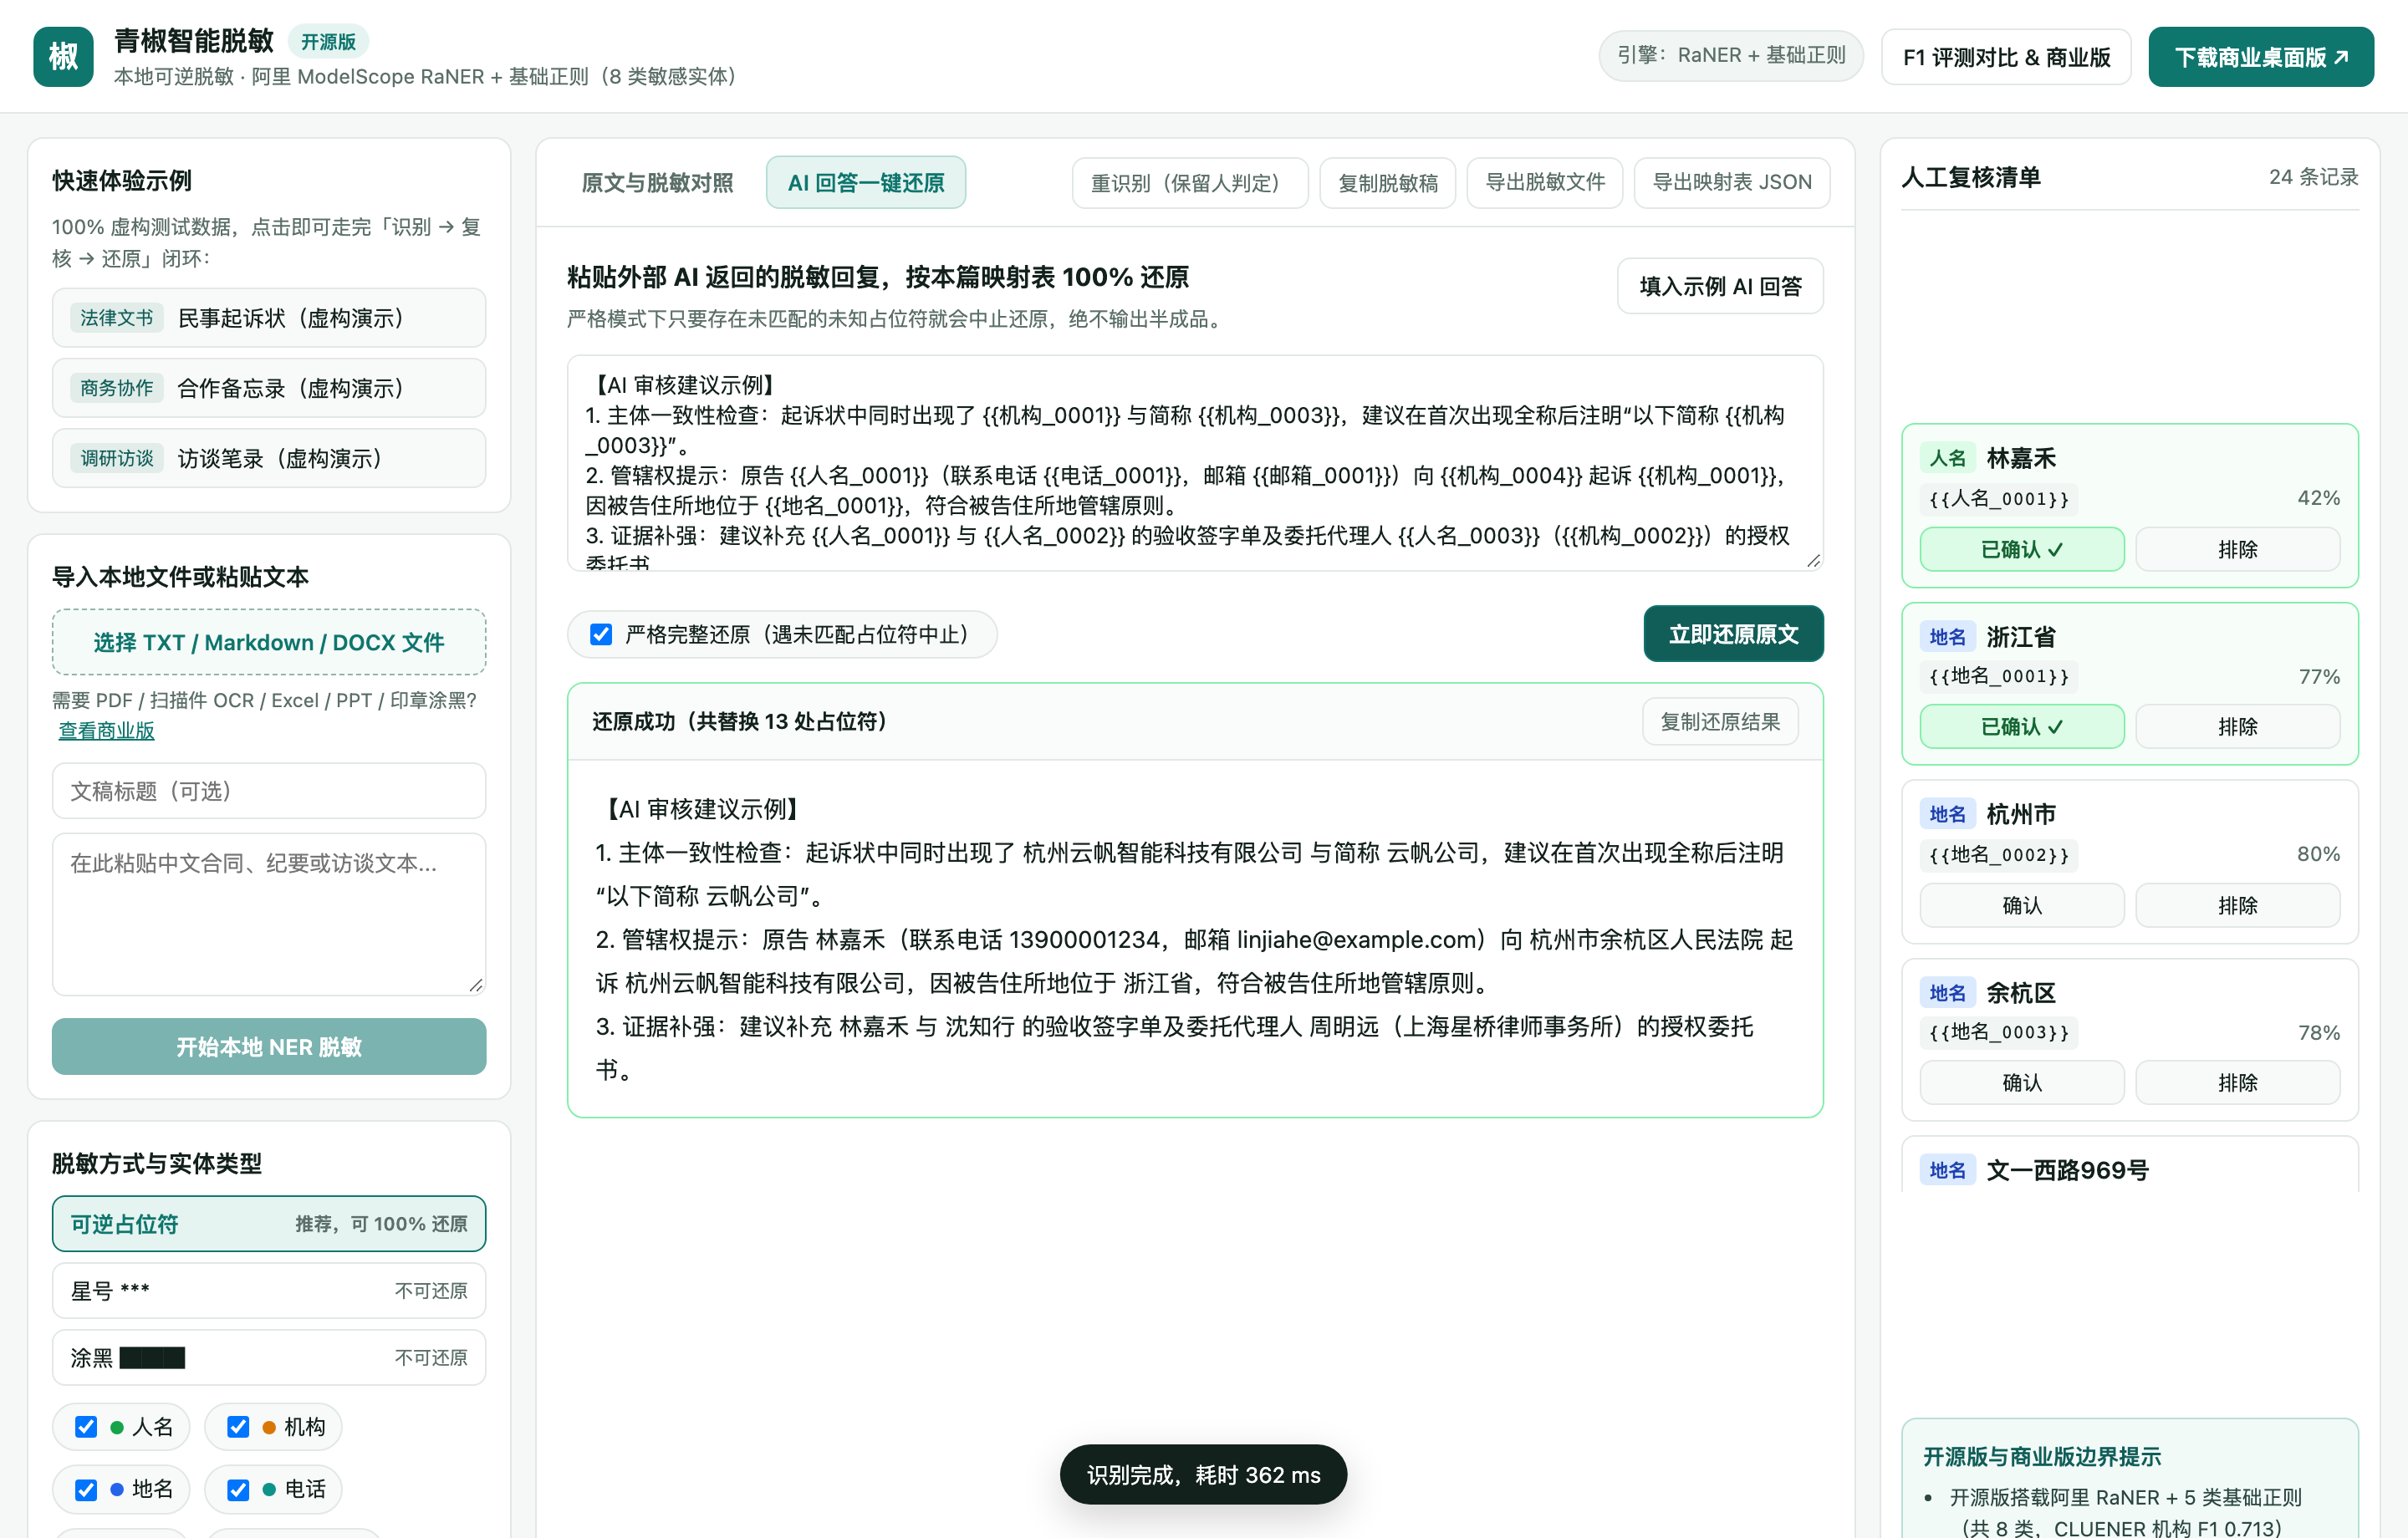 椒
青椒智能脱敏 开源版
本地可逆脱敏 · 阿里 ModelScope RaNER + 基础正则（8 类敏感实体）
引擎：RaNER + 基础正则
F1 评测对比 & 商业版
下载商业桌面版 ↗
快速体验示例
100% 虚构测试数据，点击即可走完「识别 → 复
核 → 还原」闭环：
法律文书 民事起诉状（虚构演示）
商务协作 合作备忘录（虚构演示）
调研访谈 访谈笔录（虚构演示）
导入本地文件或粘贴文本
选择 TXT / Markdown / DOCX 文件
需要 PDF / 扫描件 OCR / Excel / PPT / 印章涂黑？
查看商业版
文稿标题（可选）
在此粘贴中文合同、纪要或访谈文本...
开始本地 NER 脱敏
脱敏方式与实体类型
可逆占位符 推荐，可 100% 还原
星号 *** 不可还原
涂黑 █████ 不可还原
人名 机构
地名 电话
原文与脱敏对照 AI 回答一键还原 重识别（保留人判定） 复制脱敏稿 导出脱敏文件 导出映射表 JSON
粘贴外部 AI 返回的脱敏回复，按本篇映射表 100% 还原
严格模式下只要存在未匹配的未知占位符就会中止还原，绝不输出半成品。
填入示例 AI 回答
【AI 审核建议示例】
1. 主体一致性检查：起诉状中同时出现了 {{机构_0001}} 与简称 {{机构_0003}}，建议在首次出现全称后注明“以下简称 {{机构
_0003}}”。
2. 管辖权提示：原告 {{人名_0001}}（联系电话 {{电话_0001}}，邮箱 {{邮箱_0001}}）向 {{机构_0004}} 起诉 {{机构_0001}}，
因被告住所地位于 {{地名_0001}}，符合被告住所地管辖原则。
3. 证据补强：建议补充 {{人名_0001}} 与 {{人名_0002}} 的验收签字单及委托代理人 {{人名_0003}}（{{机构_0002}}）的授权
委托书
严格完整还原（遇未匹配占位符中止）
立即还原原文
还原成功（共替换 13 处占位符）
复制还原结果
【AI 审核建议示例】
1. 主体一致性检查：起诉状中同时出现了 杭州云帆智能科技有限公司 与简称 云帆公司，建议在首次出现全称后注明
“以下简称 云帆公司”。
2. 管辖权提示：原告 林嘉禾（联系电话 13900001234，邮箱 linjiahe@example.com）向 杭州市余杭区人民法院 起
诉 杭州云帆智能科技有限公司，因被告住所地位于 浙江省，符合被告住所地管辖原则。
3. 证据补强：建议补充 林嘉禾 与 沈知行 的验收签字单及委托代理人 周明远（上海星桥律师事务所）的授权委托
书。
识别完成，耗时 362 ms
人工复核清单 24 条记录
人名 林嘉禾
{{人名_0001}} 42%
已确认 ✓ 排除
地名 浙江省
{{地名_0001}} 77%
已确认 ✓ 排除
地名 杭州市
{{地名_0002}} 80%
确认 排除
地名 余杭区
{{地名_0003}} 78%
确认 排除
地名 文一西路969号
开源版与商业版边界提示
• 开源版搭载阿里 RaNER + 5 类基础正则
（共 8 类，CLUENER 机构 F1 0.713）